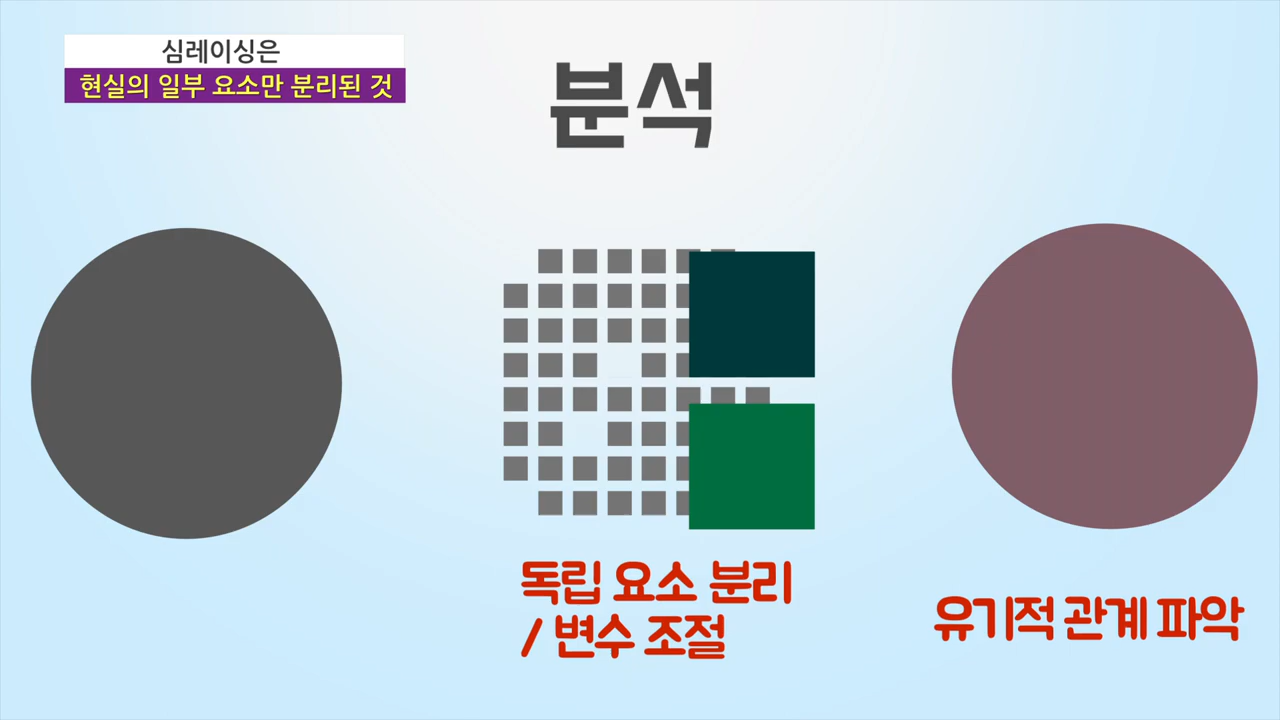 심레이싱은
현실의 일부 요소만 분리된 것
분석
독립 요소 분리
/ 변수 조절
유기적 관계 파악